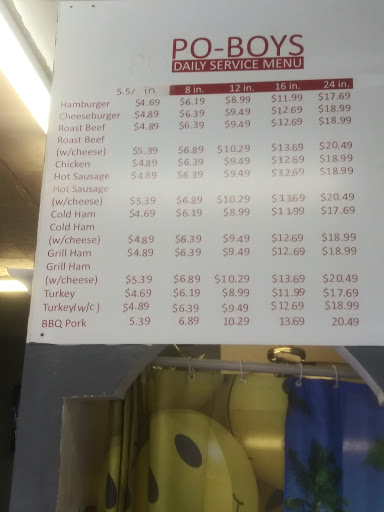 PO-BOYS
DAILY SERVICE MENU
5.5/ in 8 in. 12 in. 16 in. 24 in.
Hamburger $4.69 $6.19 $8.99 $11.99 $17.69
Cheeseburger $4.89 $6.39 $9.49 $12.69 $18.99
Roast Beef $4.89 $6.39 $9.49 $12.69 $18.99
Roast Beef
(w/cheese) $5.39 $6.89 $10.29 $13.69 $20.49
Chicken $4.89 $6.39 $9.49 $12.69 $18.99
Hot Sausage $4.89 $6.39 $9.49 $12.69 $18.99
Hot Sausage
(w/cheese) $5.39 $6.89 $10.29 $1369 $20.49
Cold Ham $4.69 $6.19 $8.99 $11.99 $17.69
Cold Ham
(w/cheese) $4.89 $6.39 $9.49 $12.69 $18.99
Grill Ham $4.89 $6.39 $9.49 $12.69 $18.99
Grill Ham
(w/cheese) $5.39 $6.89 $10.29 $13.69 $20.49
Turkey $4.69 $6.19 $8.99 $11.99 $17.69
Turkey(w/c) $4.89 $6.39 $9.49 $12.69 $18.99
BBQ Pork 5.39 6.89 10.29 13.69 20.49